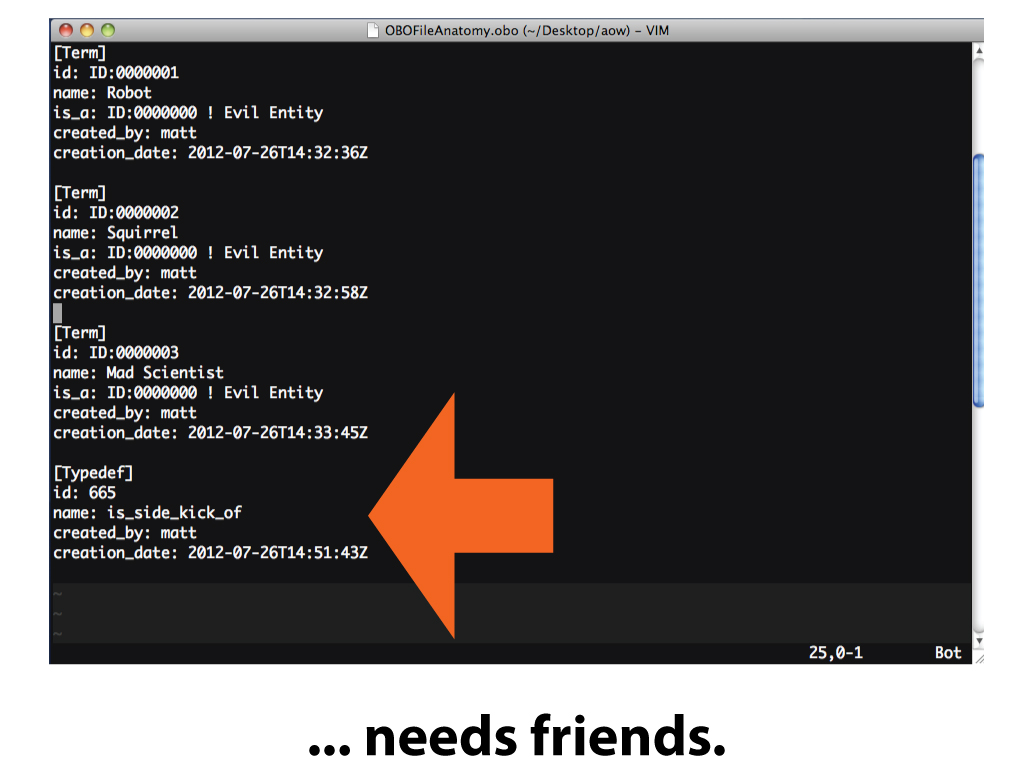 OBOFileAnatomy.obo (~/Desktop/aow) – VIM
[Term]
id: ID:0000001
name: Robot
is_a: ID:0000000 ! Evil Entity
created_by: matt
creation_date: 2012-07-26T14:32:36Z
[Term]
id: ID:0000002
name: Squirrel
is_a: ID:0000000 ! Evil Entity
created_by: matt
creation_date: 2012-07-26T14:32:58Z
[Term]
id: ID:0000003
name: Mad Scientist
is_a: ID:0000000 ! Evil Entity
created_by: matt
creation_date: 2012-07-26T14:33:45Z
[Typedef]
id: 665
name: is_side_kick_of
created_by: matt
creation_date: 2012-07-26T14:51:43Z
~
~
~
25,0-1 Bot
... needs friends.